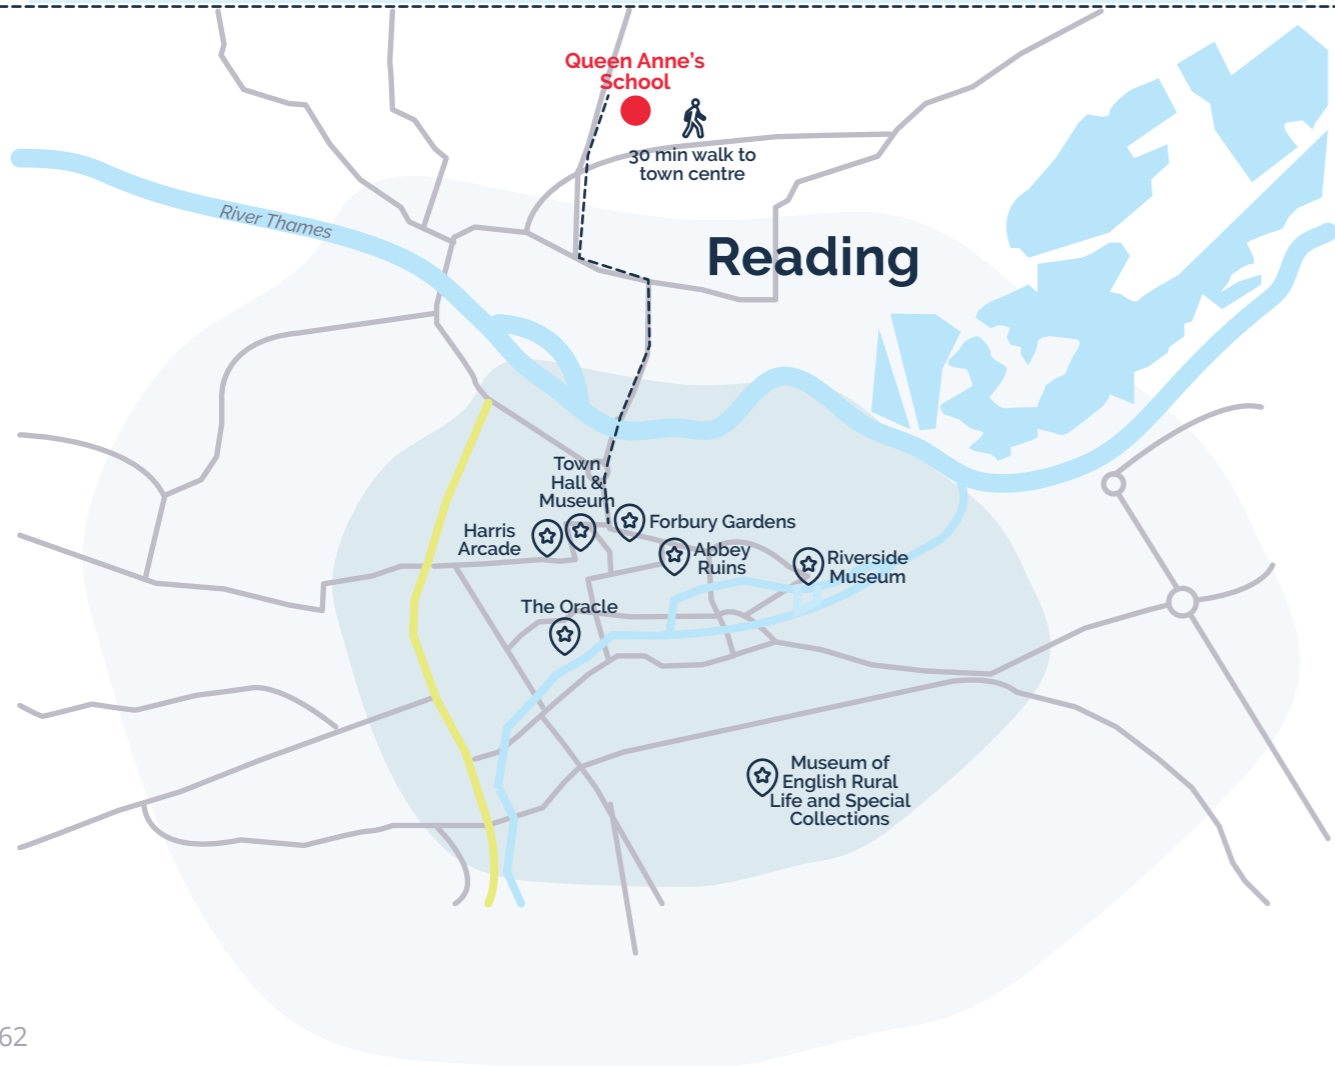 Queen Anne's
School
30 min walk to
town centre
River Thames
Reading
Town
Hall &
Museum
Harris
Arcade
Forbury Gardens
Abbey
Ruins
Riverside
Museum
The Oracle
Museum of
English Rural
Life and Special
Collections
62